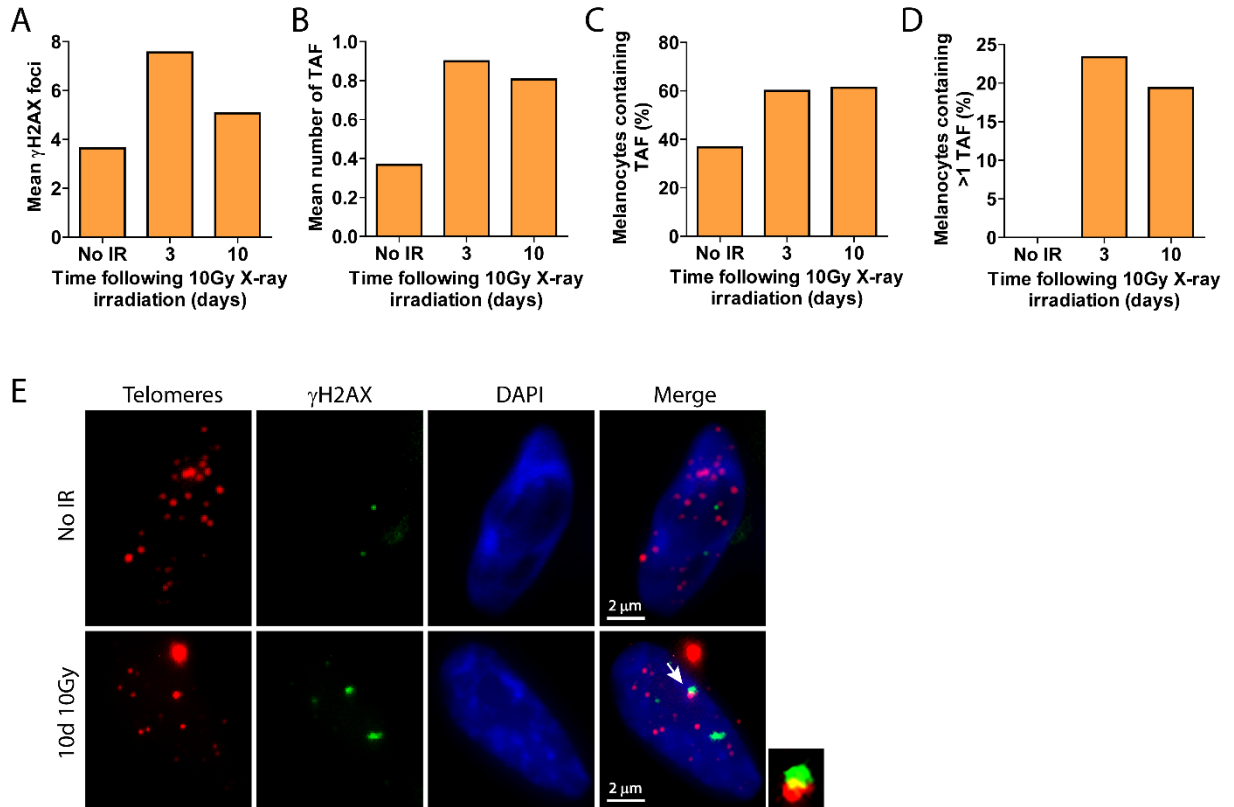 A
Mean γH2AX foci
8
6
4
2
0
No IR 3 10
Time following 10Gy X-ray
irradiation (days)
B
Mean number of TAF
1.0
0.8
0.6
0.4
0.2
0.0
No IR 3 10
Time following 10Gy X-ray
irradiation (days)
C
Melanocytes containing
TAF (%)
80
60
40
20
0
No IR 3 10
Time following 10Gy X-ray
irradiation (days)
D
Melanocytes containing
>1 TAF (%)
25
20
15
10
5
0
No IR 3 10
Time following 10Gy X-ray
irradiation (days)
E
Telomeres γH2AX DAPI Merge
No IR
2 μm
10d 10Gy
2 μm